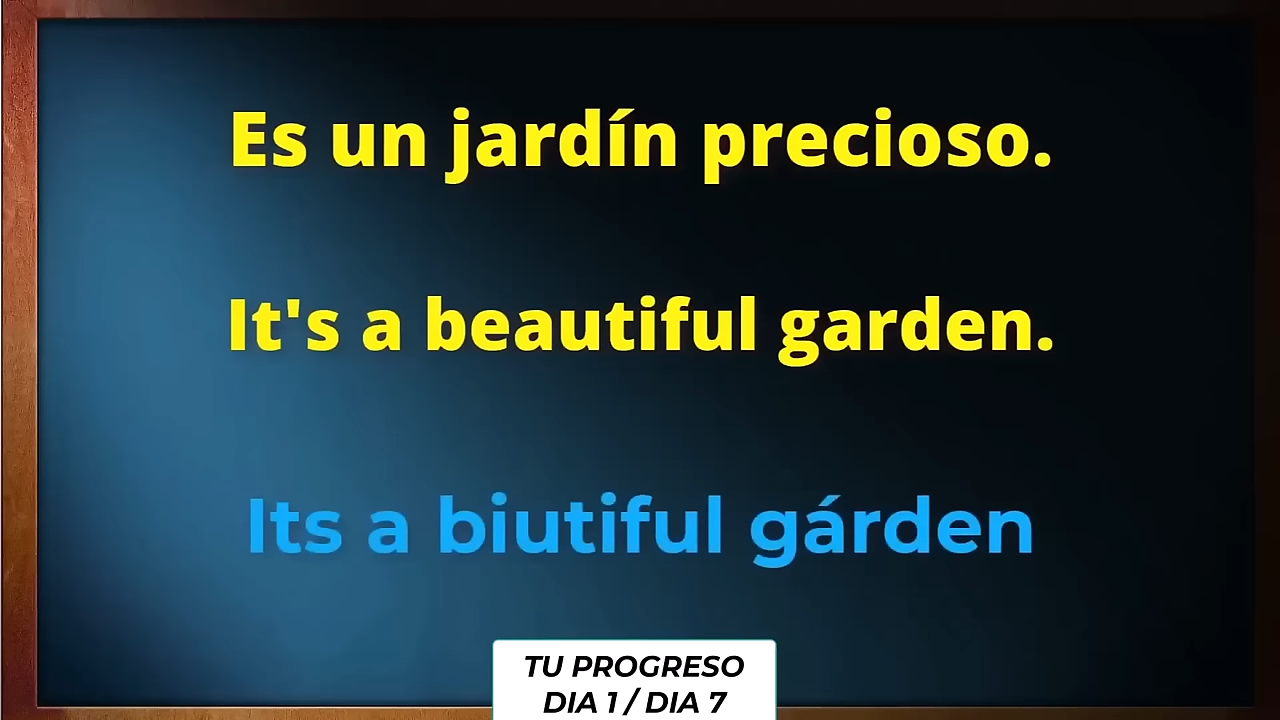 Es un jardín precioso.
It's a beautiful garden.
Its a biutiful gárden
TU PROGRESO
DIA 1 / DIA 7